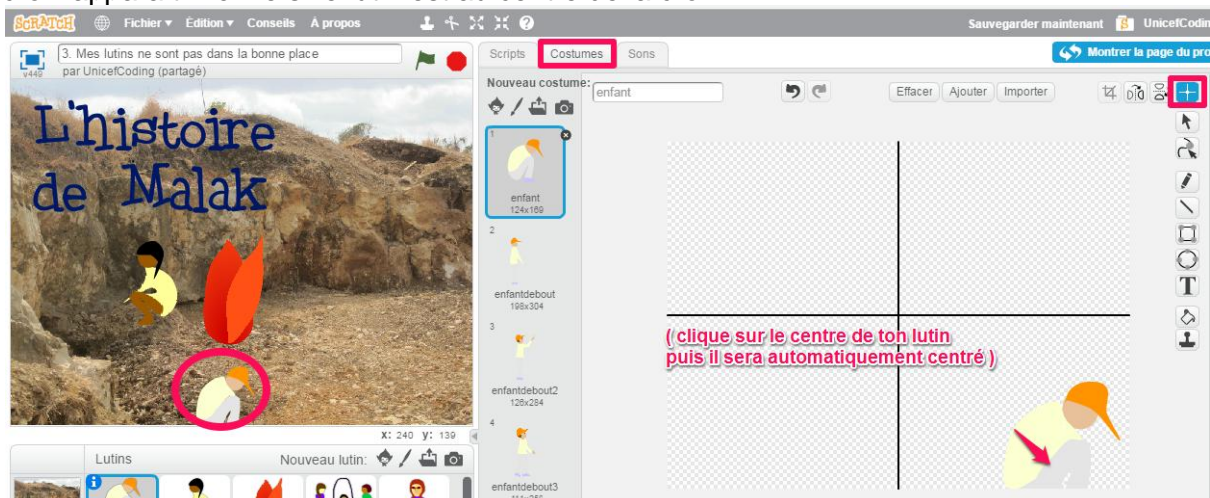 SCRATCH Fichier Édition Conseils À propos Sauvegarder maintenant UnicefCodin
3. Mes lutins ne sont pas dans la bonne place
v449 par UnicefCoding (partagé)
Scripts Costumes Sons
Montrer la page du pro
Nouveau costume:
enfant
Effacer Ajouter Importer
L'histoire
de Malak
1
enfant
124x169
2
enfantdebout
198x304
3
enfantdebout2
126x284
4
enfantdebout3
( clique sur le centre de ton lutin
puis il sera automatiquement centré )
T
x: 240 y: 139
Lutins Nouveau lutin: